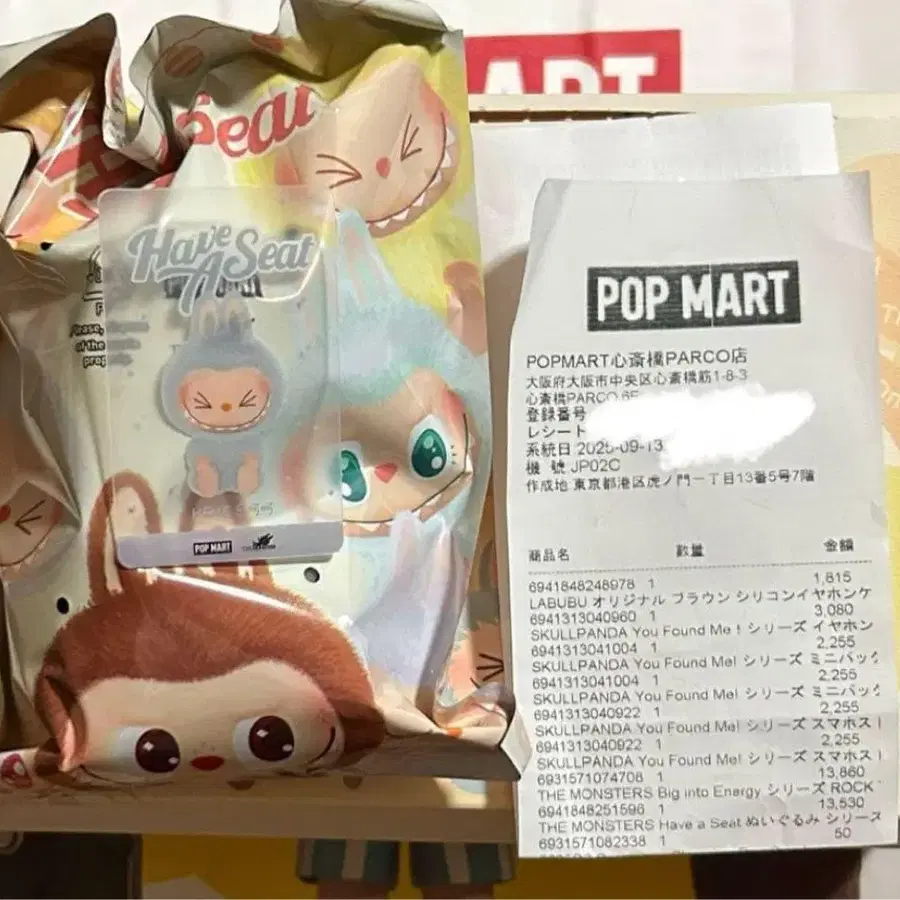 ART
Seat
Have
A Seat
F
Please,
of the
prop
HAVE A SEAT
POP MART
POP MART
POPMART心斎橋PARCO店
大阪府大阪市中央区心斎橋筋1-8-3
心斎橋PARCO 6F
登録番号
レシート
系統日 2025-09-13
機 號 JP02C
作成地 東京都港区虎ノ門一丁目13番5号7階
商品名 数量 金額
6941848248978 1 1,815
LABUBU オリジナル ブラウン シリコンイヤホンケ
6941313040960 1 3,080
SKULLPANDA You Found Me! シリーズ イヤホン
6941313041004 1 2,255
SKULLPANDA You Found Me! シリーズ ミニバッグ
6941313041004 1 2,255
SKULLPANDA You Found Me! シリーズ ミニバッグ
6941313040922 1 2,255
SKULLPANDA You Found Me! シリーズ スマホスト
6941313040922 1 2,255
SKULLPANDA You Found Me! シリーズ スマホスト
6931571074708 1 13,860
THE MONSTERS Big into Energy シリーズ ROCK
6941848251596 1 13,530
THE MONSTERS Have a Seat ぬいぐるみ シリーズ
6931571082338 1 50